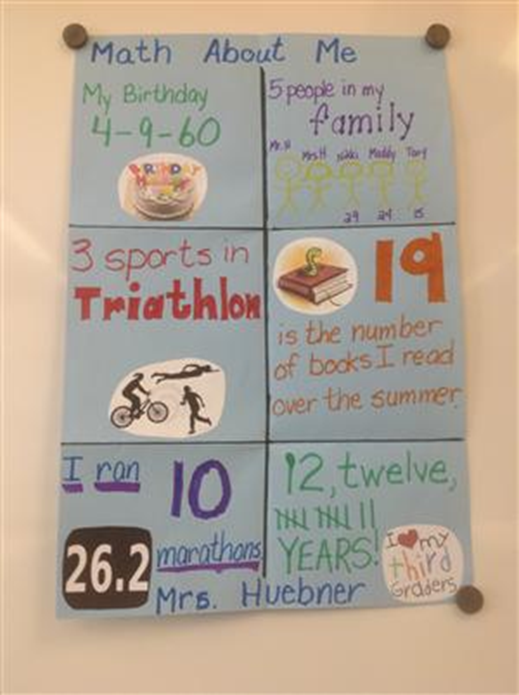 Math About Me
My Birthday
4-9-60
BIRTHDAY
5 people in my
family
Mr. H Mrs. H Nikki Maddy Tory
29 24 15
3 sports in
Triathlon
19
is the number
of books I read
over the summer.
I ran 10
26.2 marathons
12, twelve,
YEARS!
I ❤ my
third
Graders
Mrs. Huebner